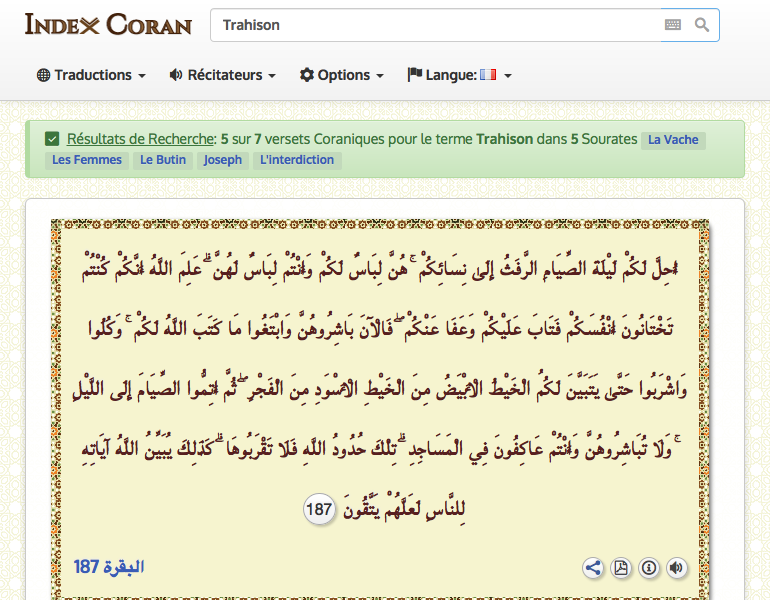 INDEX CORAN
Trahison
Traductions
Récitateurs
Options
Langue:
Résultats de Recherche: 5 sur 7 versets Coraniques pour le terme Trahison dans 5 Sourates La Vache
Les Femmes Le Butin Joseph L'interdiction
أُحِلَّ لَكُمْ لَيْلَةَ الصِّيَامِ الرَّفَثُ إِلَىٰ نِسَائِكُمْ ۚ هُنَّ لِبَاسٌ لَكُمْ وَأَنْتُمْ لِبَاسٌ لَهُنَّ ۗ عَلِمَ اللَّهُ أَنَّكُمْ كُنْتُمْ
تَخْتَانُونَ أَنْفُسَكُمْ فَتَابَ عَلَيْكُمْ وَعَفَا عَنْكُمْ ۖ فَالْآنَ بَاشِرُوهُنَّ وَابْتَغُوا مَا كَتَبَ اللَّهُ لَكُمْ ۚ وَكُلُوا
وَاشْرَبُوا حَتَّىٰ يَتَبَيَّنَ لَكُمُ الْخَيْطُ الْأَبْيَضُ مِنَ الْخَيْطِ الْأَسْوَدِ مِنَ الْفَجْرِ ۖ ثُمَّ أَتِمُّوا الصِّيَامَ إِلَى اللَّيْلِ
ۚ وَلَا تُبَاشِرُوهُنَّ وَأَنْتُمْ عَاكِفُونَ فِي الْمَسَاجِدِ ۗ تِلْكَ حُدُودُ اللَّهِ فَلَا تَقْرَبُوهَا ۗ كَذَٰلِكَ يُبَيِّنُ اللَّهُ آيَاتِهِ
لِلنَّاسِ لَعَلَّهُمْ يَتَّقُونَ 187
البقرة 187